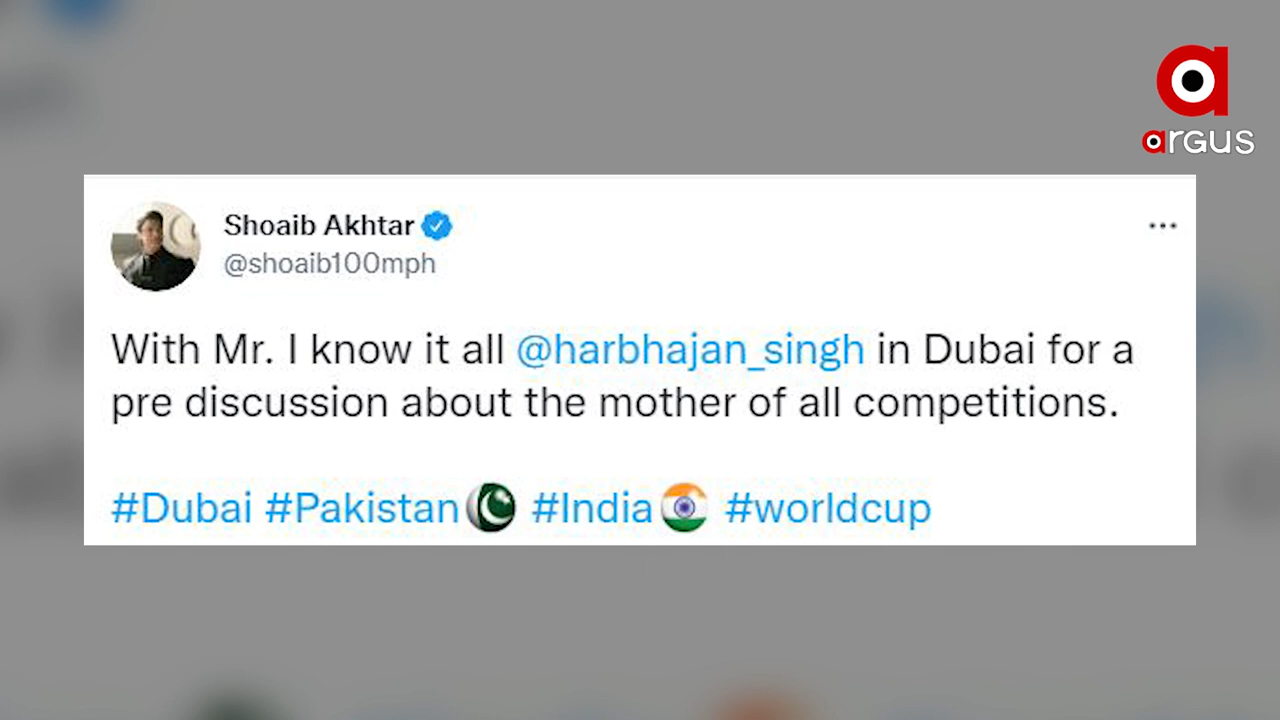 argus
Shoaib Akhtar
@shoaib100mph
With Mr. I know it all @harbhajan_singh in Dubai for a
pre discussion about the mother of all competitions.
#Dubai #Pakistan #India #worldcup